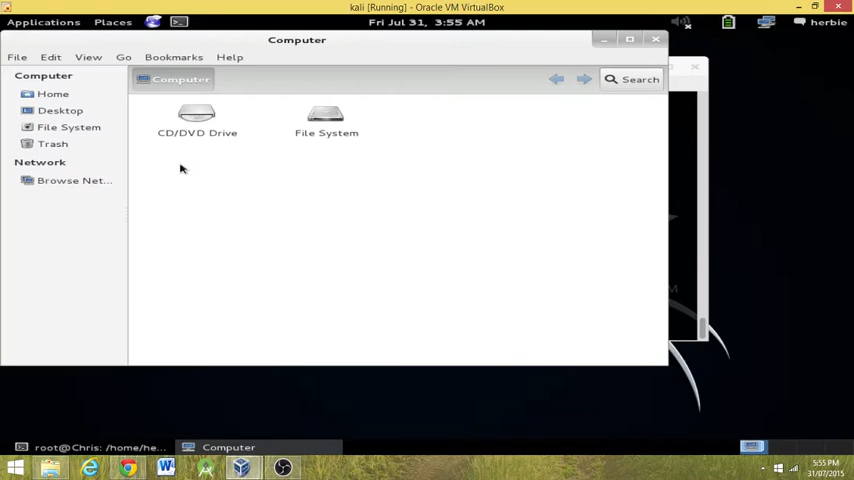 kali [Running] - Oracle VM VirtualBox
Applications Places Fri Jul 31, 3:55 AM herbie
Computer
File Edit View Go Bookmarks Help
Computer
Home
Desktop
File System
Trash
Network
Browse Net...
Computer Search
CD/DVD Drive File System
M
root@Chris: /home/he... Computer
5:55 PM
31/07/2015